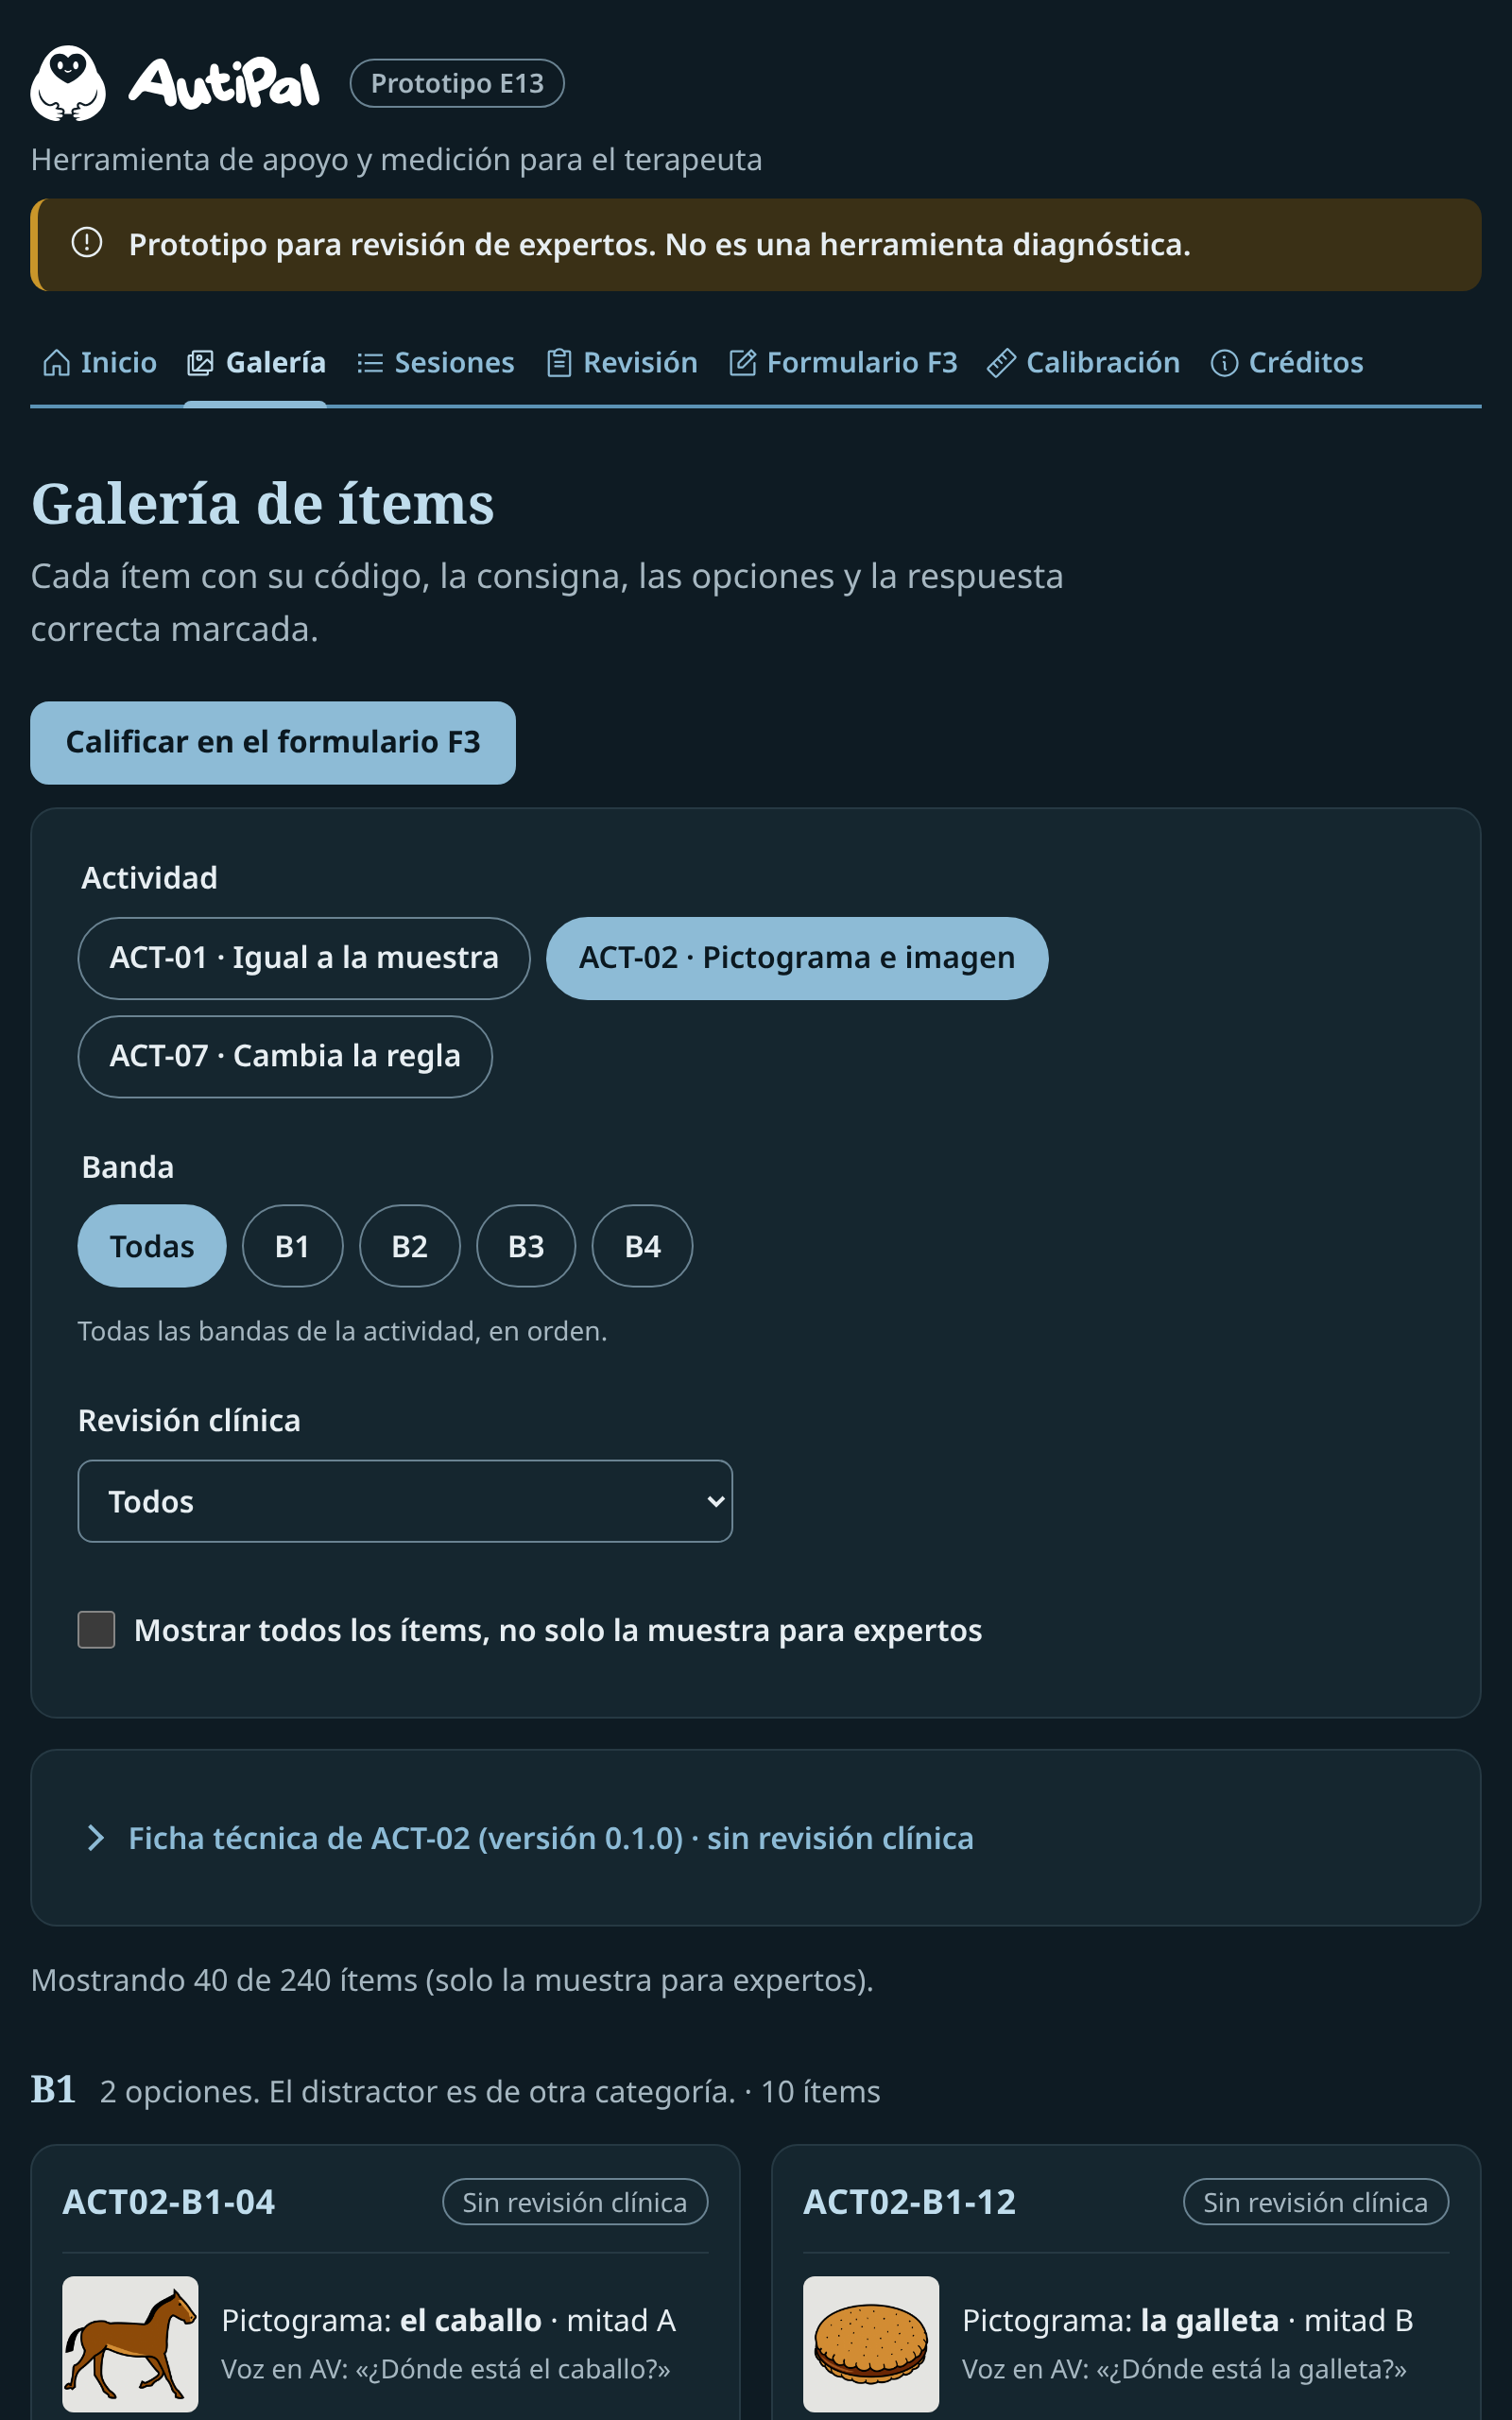 AutiPal
Prototipo E13
Herramienta de apoyo y medición para el terapeuta
Prototipo para revisión de expertos. No es una herramienta diagnóstica.
Inicio
Galería
Sesiones
Revisión
Formulario F3
Calibración
Créditos
Galería de ítems
Cada ítem con su código, la consigna, las opciones y la respuesta
correcta marcada.
Calificar en el formulario F3
Actividad
ACT-01 · Igual a la muestra
ACT-02 · Pictograma e imagen
ACT-07 · Cambia la regla
Banda
Todas
B1
B2
B3
B4
Todas las bandas de la actividad, en orden.
Revisión clínica
Todos
Mostrar todos los ítems, no solo la muestra para expertos
Ficha técnica de ACT-02 (versión 0.1.0) · sin revisión clínica
Mostrando 40 de 240 ítems (solo la muestra para expertos).
B1 2 opciones. El distractor es de otra categoría. · 10 ítems
ACT02-B1-04
Sin revisión clínica
Pictograma: el caballo · mitad A
Voz en AV: «¿Dónde está el caballo?»
ACT02-B1-12
Sin revisión clínica
Pictograma: la galleta · mitad B
Voz en AV: «¿Dónde está la galleta?»